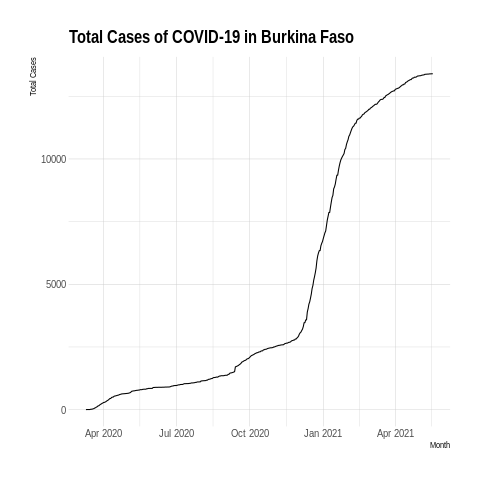 Total Cases of COVID-19 in Burkina Faso
Total Cases
10000
5000
0
Apr 2020 Jul 2020 Oct 2020 Jan 2021 Apr 2021
Month